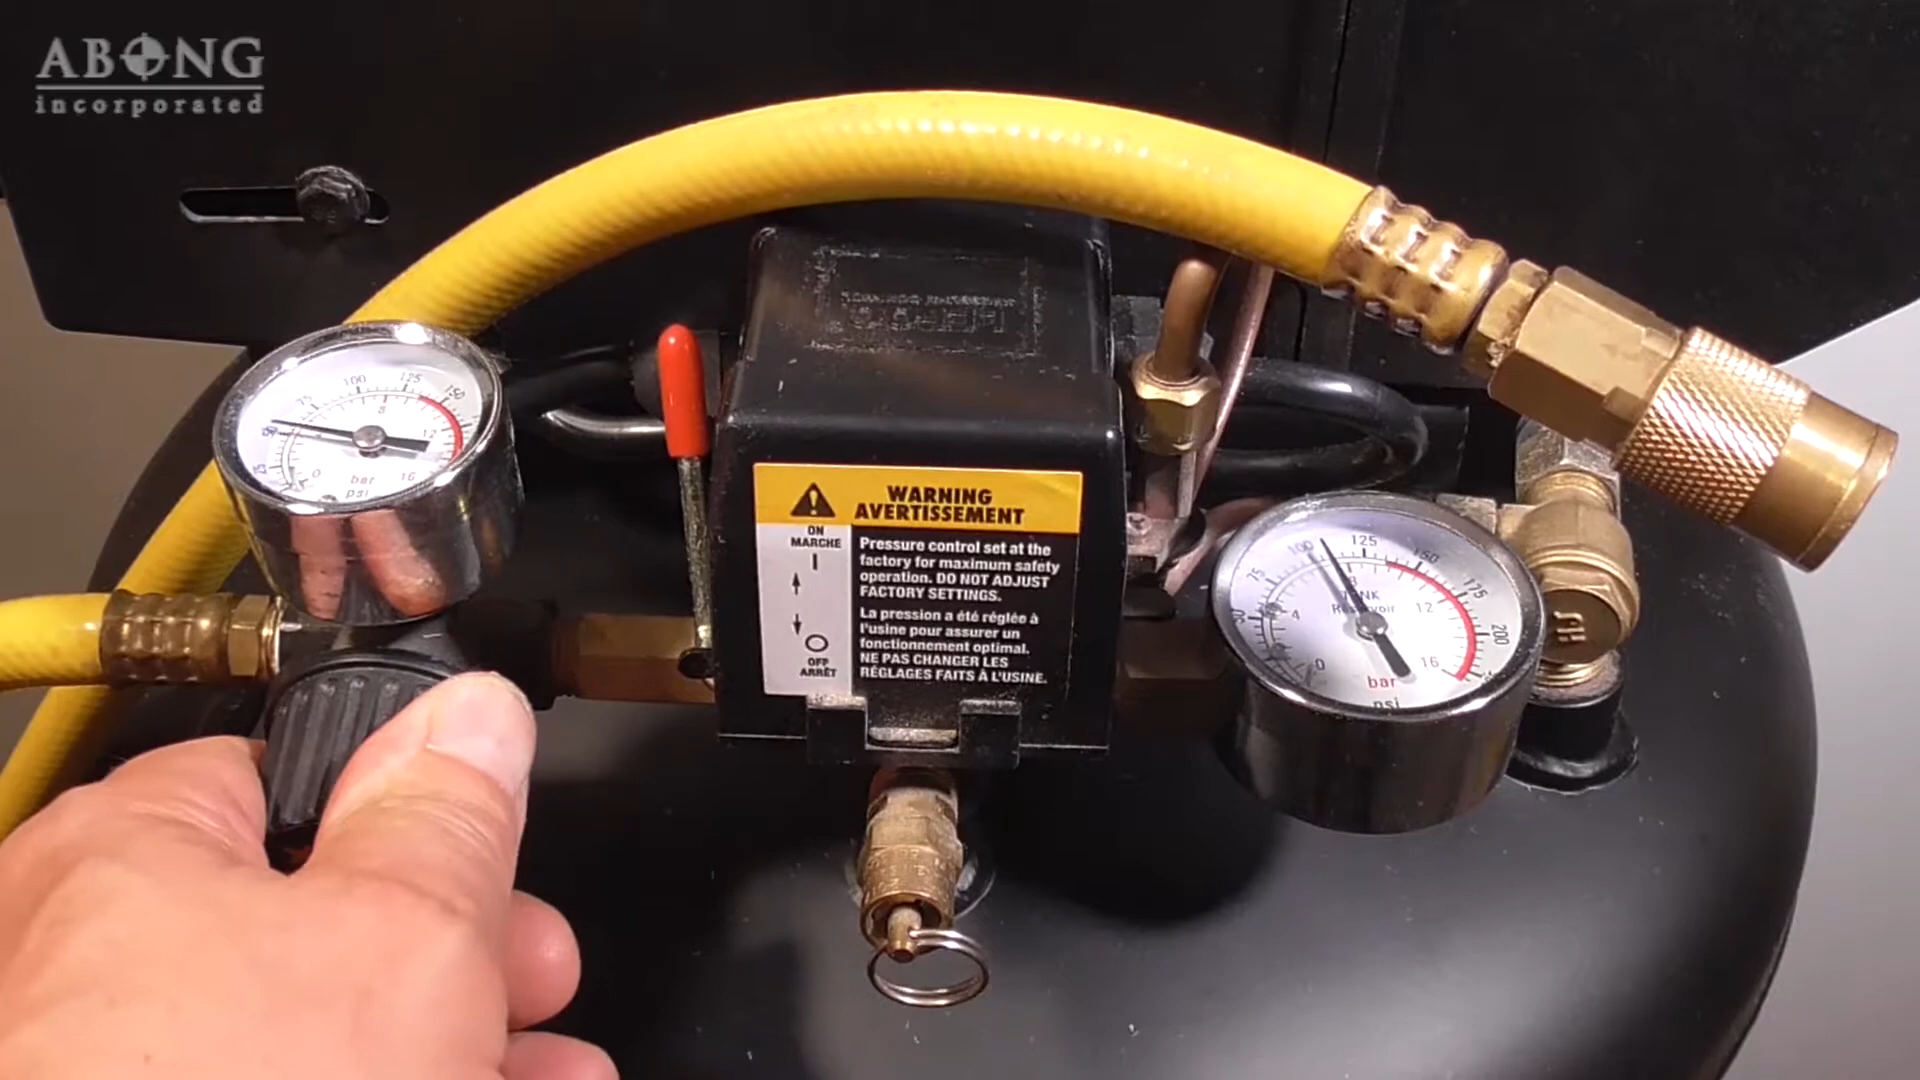 ABONG
incorporated
WARNING
AVERTISSEMENT
ON
MARCHE
I
O
OFF
ARRÊT
Pressure control set at the
factory for maximum safety
operation. DO NOT ADJUST
FACTORY SETTINGS.
La pression a été réglée à
l'usine pour assurer un
fonctionnement optimal.
NE PAS CHANGER LES
RÉGLAGES FAITS À L'USINE.
25
50
75
100
125
150
0
8
12
16
bar
psi
50
75
100
125
150
175
200
0
4
8
12
16
TANK
Réservoir
bar
psi